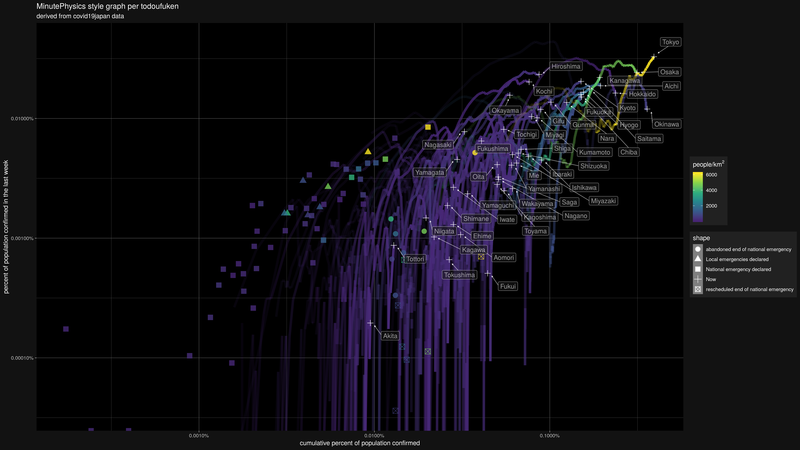 MinutePhysics style graph per todoufuken
derived from covid19japan data
percent of population confirmed in the last week
0.01000%
0.00100%
0.00010%
0.0010%
0.0100%
0.1000%
cumulative percent of population confirmed
Tokyo
Hiroshima
Osaka
Kanagawa
Aichi
Kochi
Hokkaido
Okayama
Kyoto
Fukuoka
Okinawa
Gifu
Gunma
Hyogo
Tochigi
Miyagi
Nara
Saitama
Nagasaki
Fukushima
Shiga
Kumamoto
Chiba
Shizuoka
Yamagata
Oita
Mie
Ibaraki
Yamanashi
Ishikawa
Yamaguchi
Wakayama
Saga
Miyazaki
Shimane
Iwate
Kagoshima
Nagano
Niigata
Ehime
Toyama
Kagawa
Tottori
Aomori
Tokushima
Fukui
Akita
people/km²
6000
4000
2000
shape
abandoned end of national emergency
Local emergencies declared
National emergency declared
Now
rescheduled end of national emergency